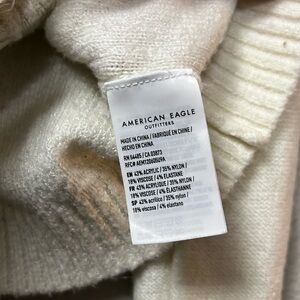 AMERICAN EAGLE
OUTFITTERS
MADE IN CHINA / FABRIQUÉ EN CHINE /
HECHO EN CHINA
RN 54485 / CA 03873
RFC# AEM120605U9A
EN 43% ACRYLIC / 35% NYLON /
18% VISCOSE / 4% ELASTANE
FR 43% ACRYLIQUE / 35% NYLON /
18% VISCOSE / 4% ÉLASTHANNE
SP 43% acrílico / 35% nylon /
18% viscosa / 4% elastano